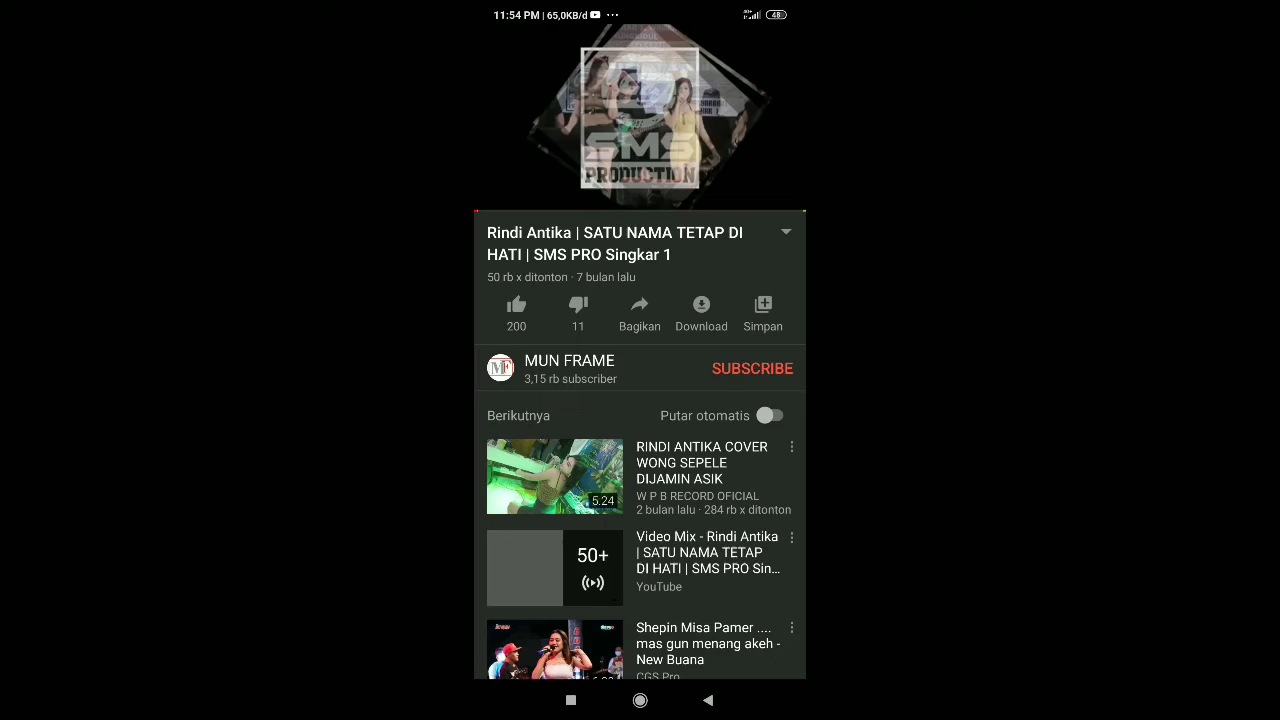 11:54 PM | 65,0KB/d
48
SMS
PRODUCTION
Rindi Antika | SATU NAMA TETAP DI
HATI | SMS PRO Singkar 1
50 rb x ditonton · 7 bulan lalu
200
11
Bagikan
Download
Simpan
MF
MUN FRAME
3,15 rb subscriber
SUBSCRIBE
Berikutnya
Putar otomatis
5.24
RINDI ANTIKA COVER
WONG SEPELE
DIJAMIN ASIK
W P B RECORD OFICIAL
2 bulan lalu · 284 rb x ditonton
50+
Video Mix - Rindi Antika
| SATU NAMA TETAP
DI HATI | SMS PRO Sin...
YouTube
Shepin Misa Pamer ....
mas gun menang akeh -
New Buana
CGS Pro